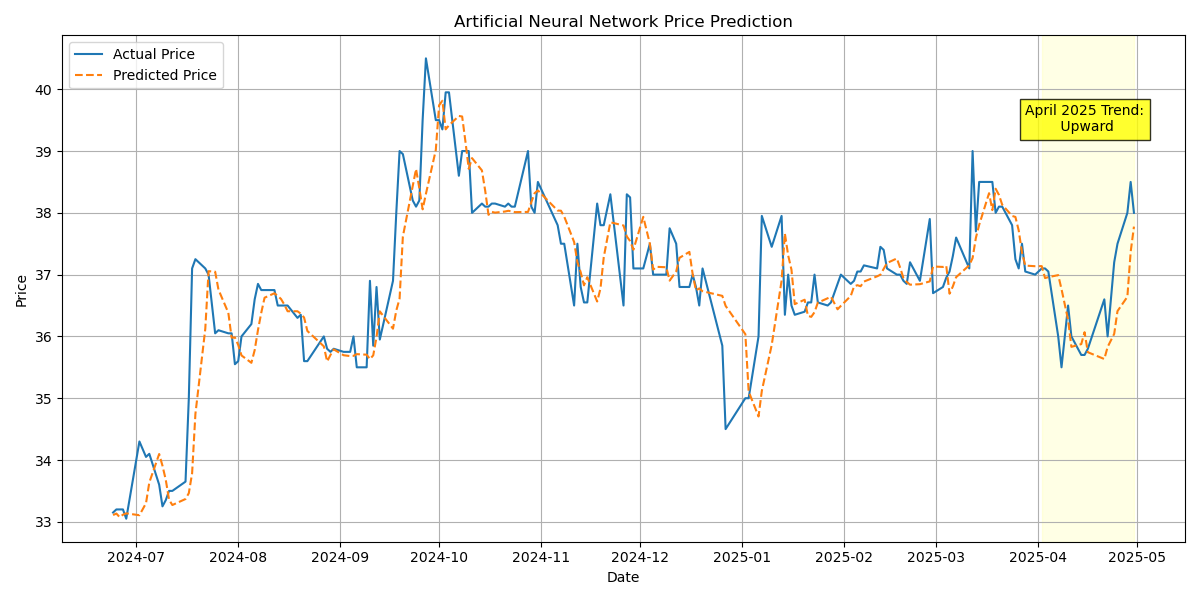 Artificial Neural Network Price Prediction
Actual Price
Predicted Price
April 2025 Trend:
Upward
Price
40
39
38
37
36
35
34
33
2024-07 2024-08 2024-09 2024-10 2024-11 2024-12 2025-01 2025-02 2025-03 2025-04 2025-05
Date